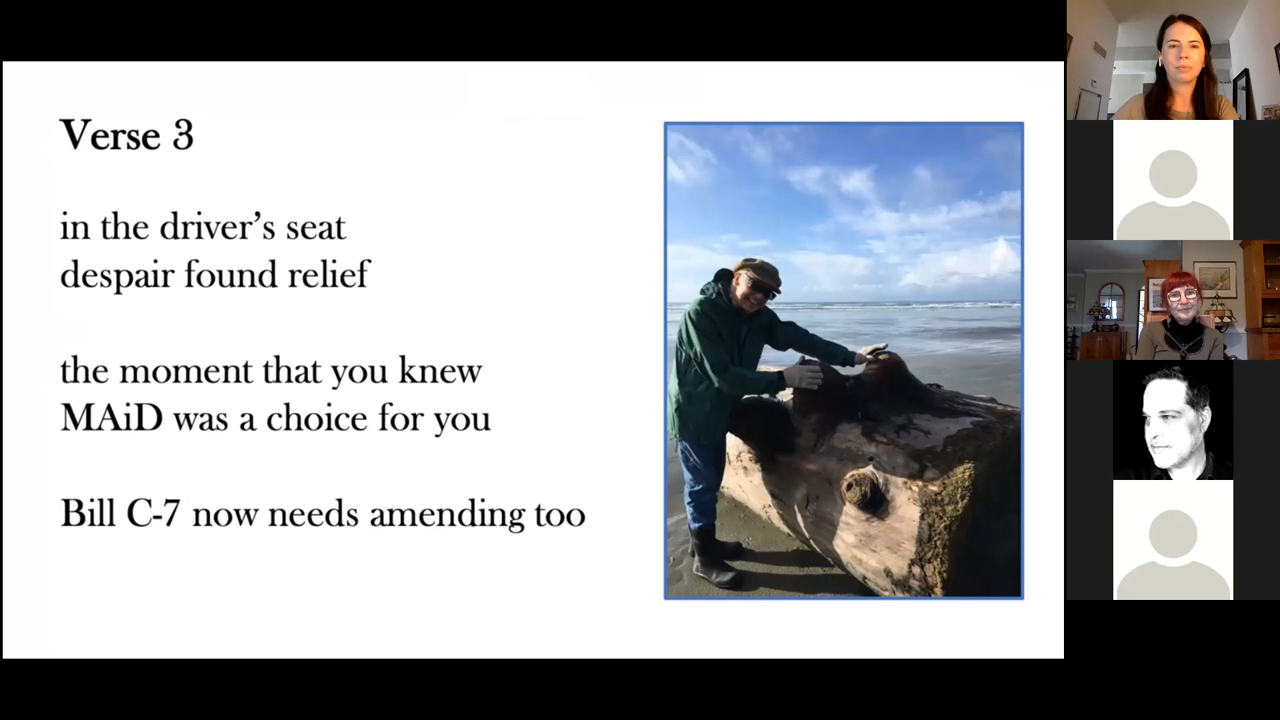 Verse 3
in the driver’s seat
despair found relief
the moment that you knew
MAiD was a choice for you
Bill C-7 now needs amending too